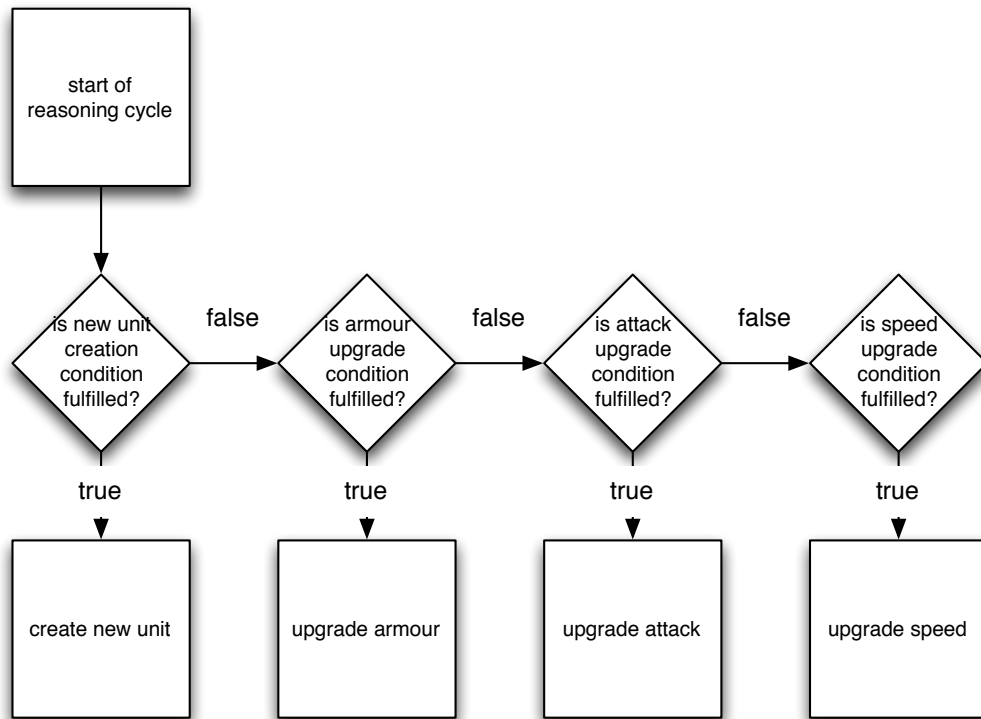 start of
reasoning cycle
is new unit
creation
condition
fulfilled?
false
is armour
upgrade
condition
fulfilled?
false
is attack
upgrade
condition
fulfilled?
false
is speed
upgrade
condition
fulfilled?
true
true
true
true
create new unit
upgrade armour
upgrade attack
upgrade speed